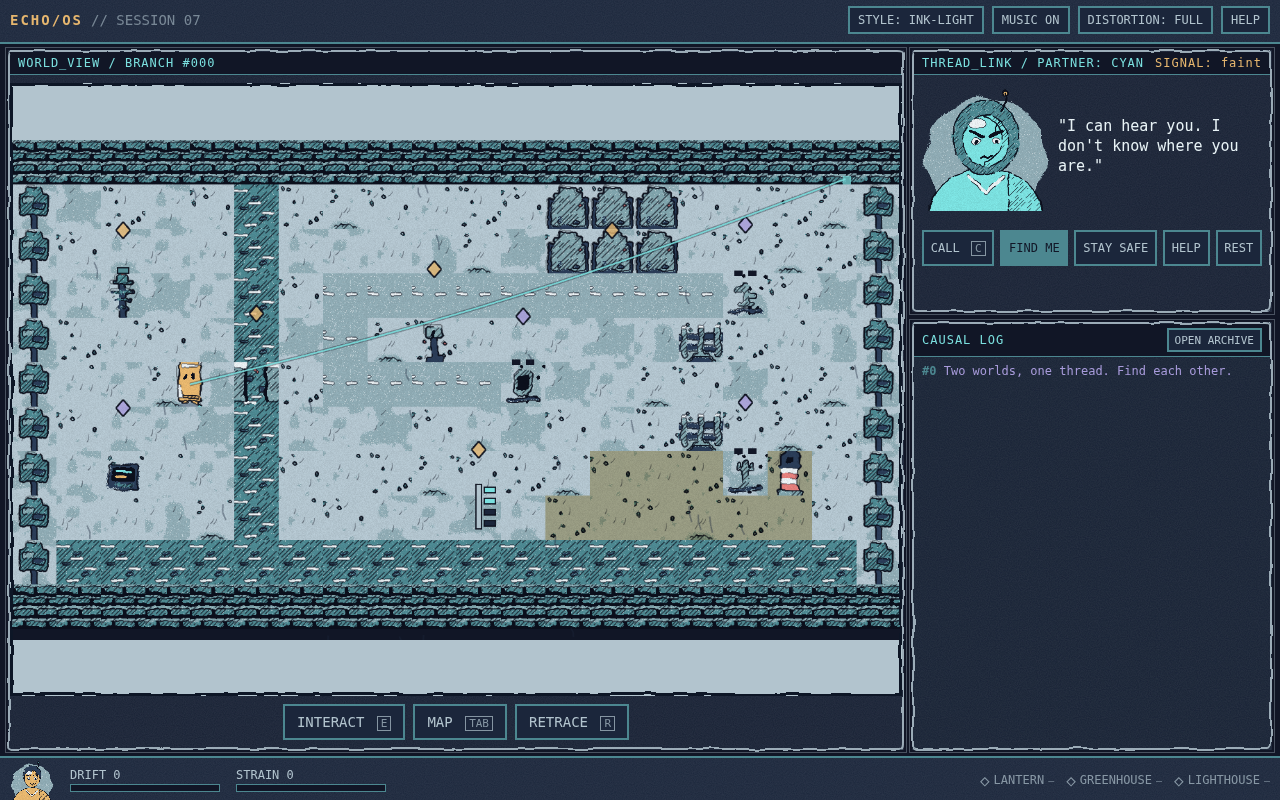 ECHO/OS // SESSION 07
STYLE: INK-LIGHT
MUSIC ON
DISTORTION: FULL
HELP
WORLD_VIEW / BRANCH #000
THREAD_LINK / PARTNER: CYAN
SIGNAL: faint
"I can hear you. I
don't know where you
are."
CALL C
FIND ME
STAY SAFE
HELP
REST
CAUSAL LOG
OPEN ARCHIVE
#0 Two worlds, one thread. Find each other.
INTERACT E
MAP TAB
RETRACE R
DRIFT 0
STRAIN 0
◇ LANTERN —
◇ GREENHOUSE —
◇ LIGHTHOUSE —